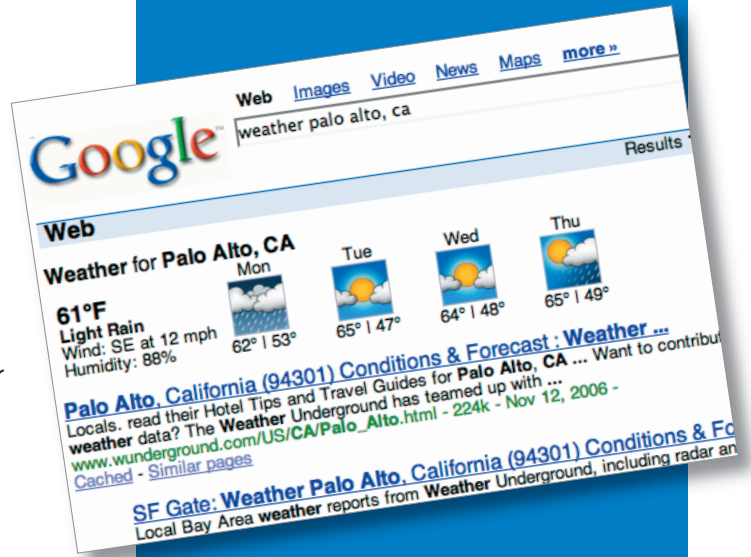 Web Images Video News Maps more »
Google™
weather palo alto, ca
Results
Web
Weather for Palo Alto, CA
61°F
Light Rain
Wind: SE at 12 mph
Humidity: 88%
Mon
62° | 53°
Tue
65° | 47°
Wed
64° | 48°
Thu
65° | 49°
Palo Alto, California (94301) Conditions & Forecast : Weather ...
Locals. read their Hotel Tips and Travel Guides for Palo Alto, CA ... Want to contribut
weather data? The Weather Underground has teamed up with ...
www.wunderground.com/US/CA/Palo_Alto.html - 224k - Nov 12, 2006 -
Cached - Similar pages
SF Gate: Weather Palo Alto, California (94301) Conditions & Fo
Local Bay Area weather reports from Weather Underground, including radar an